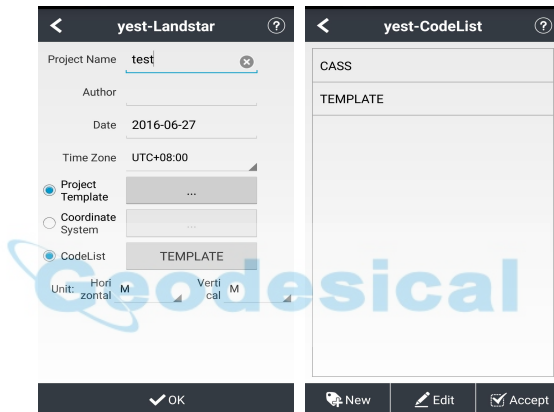 yest-Landstar
?
Project Name test
Author
Date 2016-06-27
Time Zone UTC+08:00
Project Template ...
Coordinate System ...
CodeList TEMPLATE
Unit: Hori zontal M Verti cal M
OK
yest-CodeList
?
CASS
TEMPLATE
New Edit Accept
Geodesical